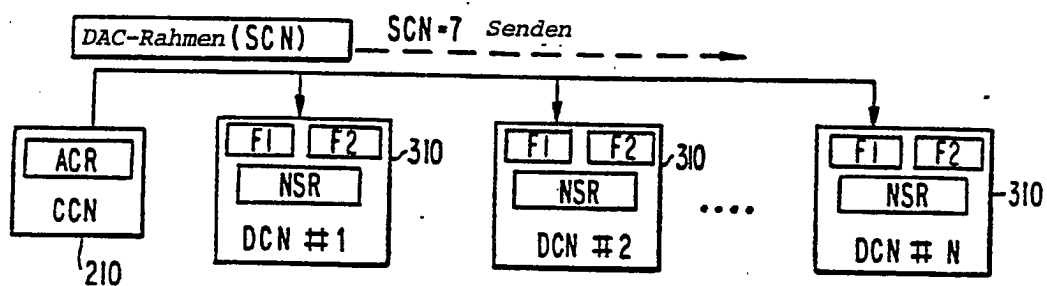 DAC-Rahmen (SCN)
SCN=7 Senden
ACR
CCN
210
F1 F2
NSR
DCN #1
310
F1 F2
NSR
DCN #2
310
....
F1 F2
NSR
DCN # N
310